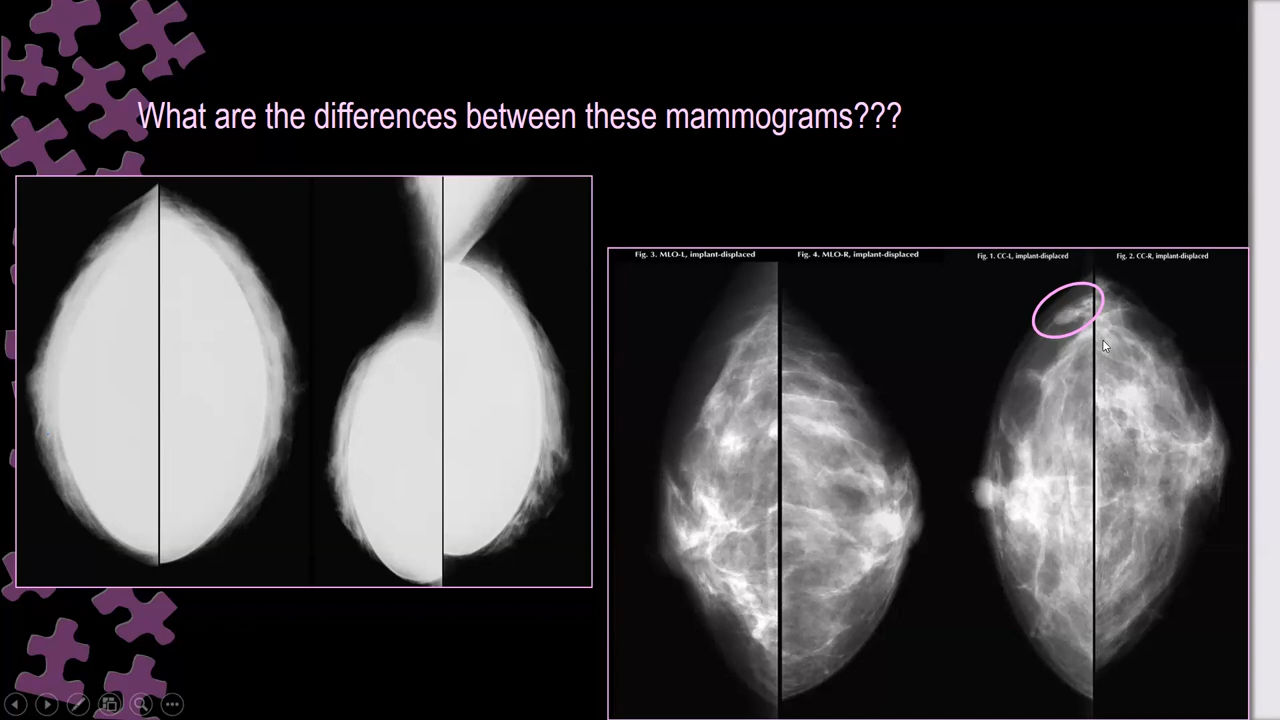 What are the differences between these mammograms???
Fig. 3. MLO-L, implant-displaced
Fig. 4. MLO-R, implant-displaced
Fig. 1. CC-L, implant-displaced
Fig. 2. CC-R, implant-displaced